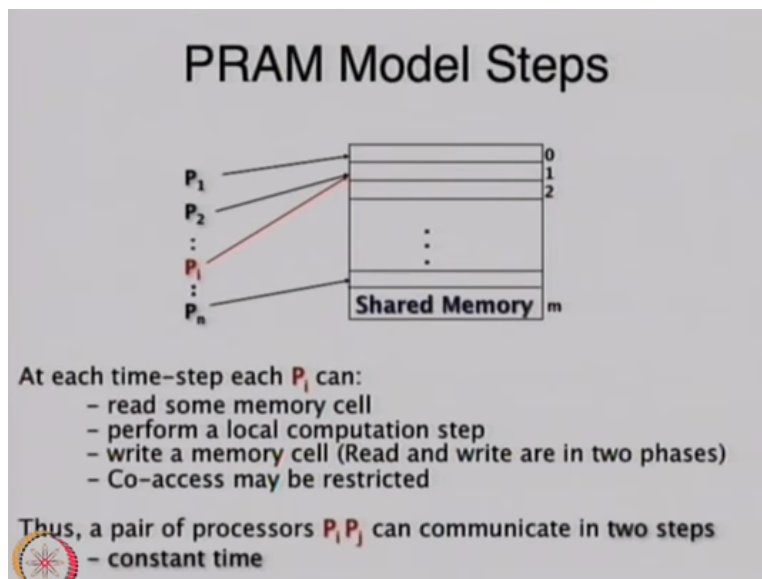 PRAM Model Steps
P1
0
1
P2
2
:
Pi
:
Pn
Shared Memory
m
At each time-step each Pi can:
– read some memory cell
– perform a local computation step
– write a memory cell (Read and write are in two phases)
– Co-access may be restricted
Thus, a pair of processors Pi Pj can communicate in two steps
– constant time